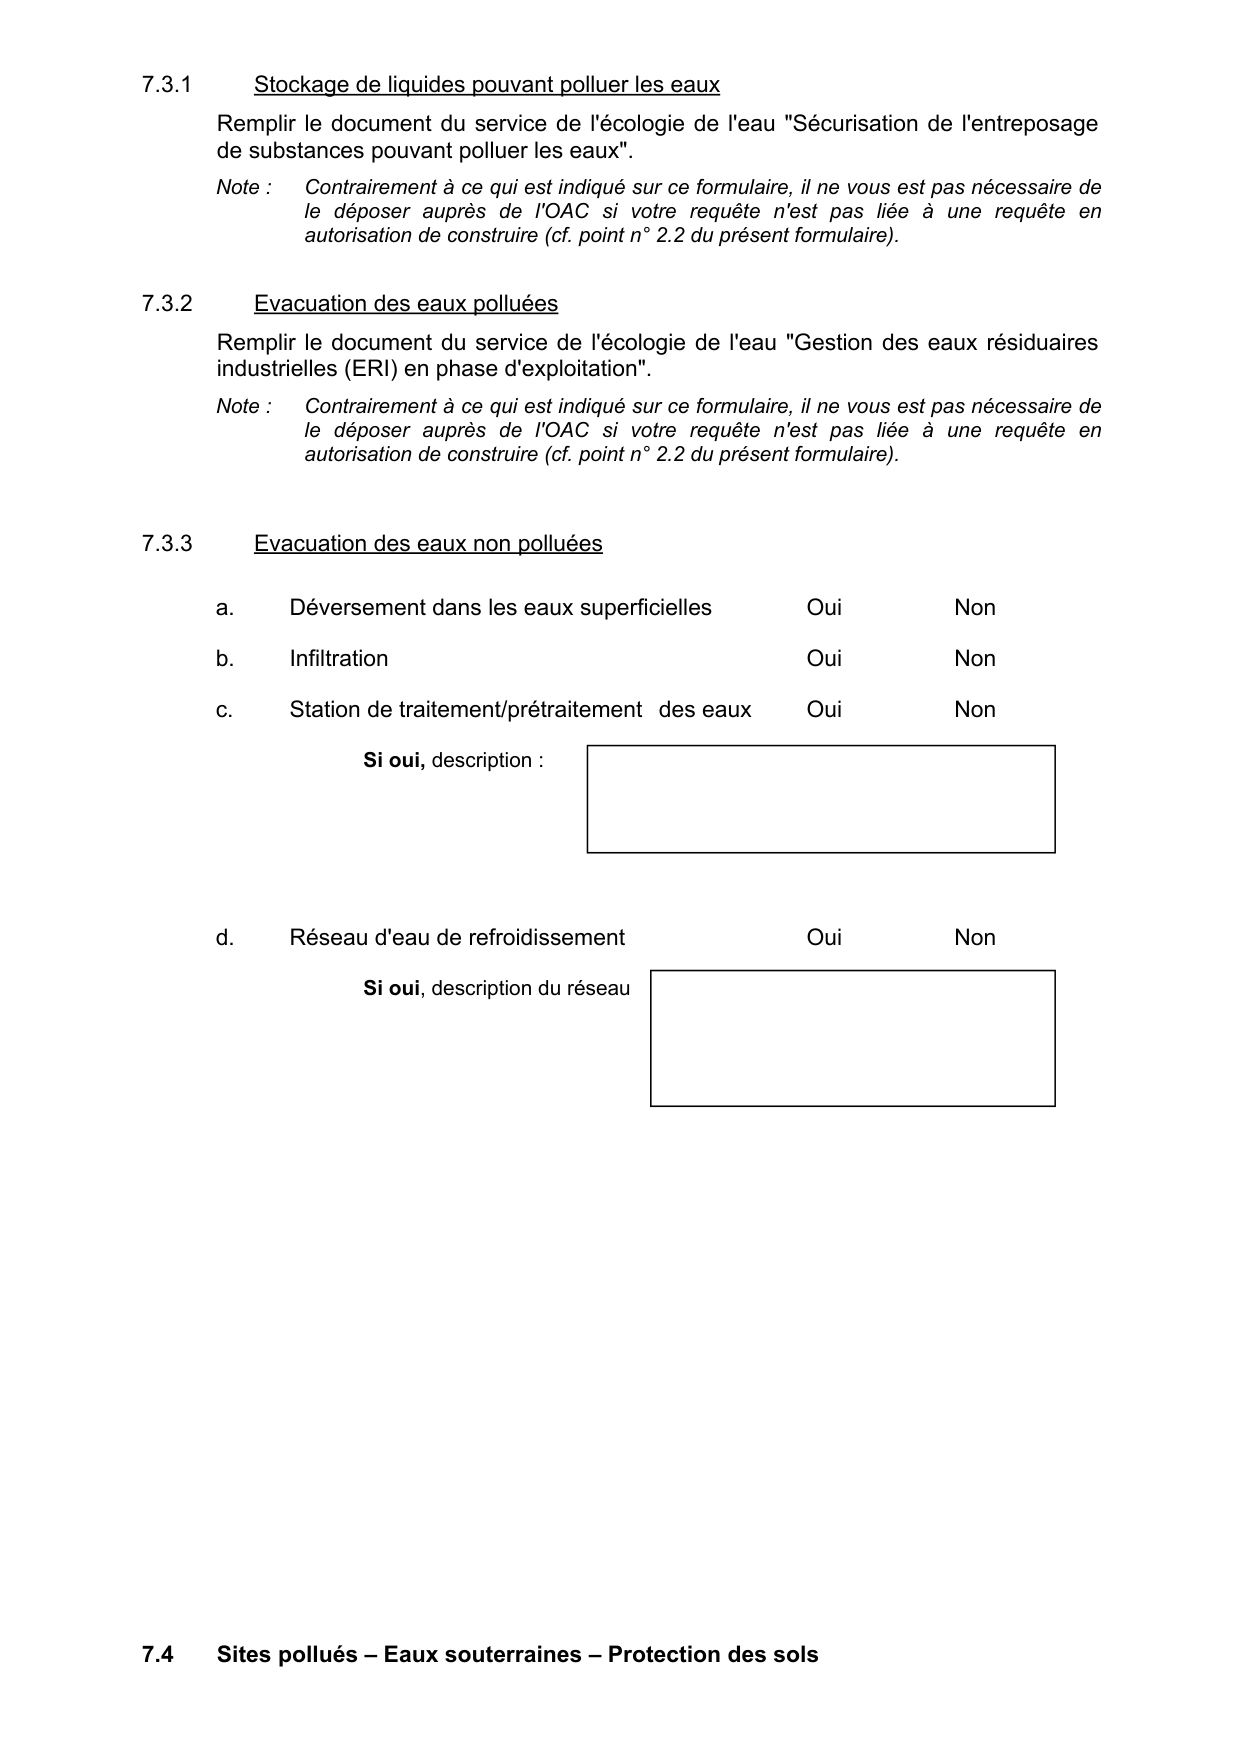 7.3.1 Stockage de liquides pouvant polluer les eaux
Remplir le document du service de l'écologie de l'eau "Sécurisation de l'entreposage
de substances pouvant polluer les eaux".
Note : Contrairement à ce qui est indiqué sur ce formulaire, il ne vous est pas nécessaire de
le déposer auprès de l'OAC si votre requête n'est pas liée à une requête en
autorisation de construire (cf. point n° 2.2 du présent formulaire).
7.3.2 Evacuation des eaux polluées
Remplir le document du service de l'écologie de l'eau "Gestion des eaux résiduaires
industrielles (ERI) en phase d'exploitation".
Note : Contrairement à ce qui est indiqué sur ce formulaire, il ne vous est pas nécessaire de
le déposer auprès de l'OAC si votre requête n'est pas liée à une requête en
autorisation de construire (cf. point n° 2.2 du présent formulaire).
7.3.3 Evacuation des eaux non polluées
a. Déversement dans les eaux superficielles Oui Non
b. Infiltration Oui Non
c. Station de traitement/prétraitement des eaux Oui Non
Si oui, description :
d. Réseau d'eau de refroidissement Oui Non
Si oui, description du réseau
7.4 Sites pollués – Eaux souterraines – Protection des sols